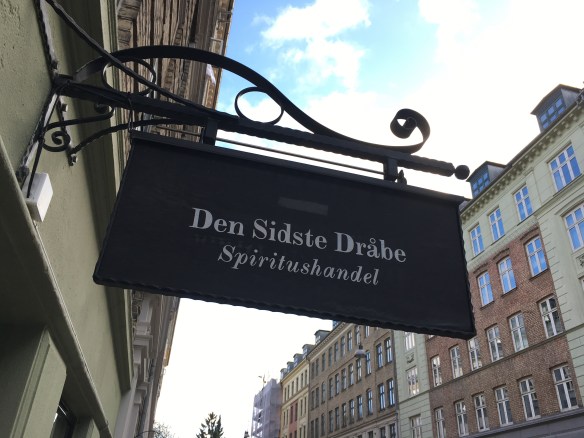 Den Sidste Dråbe
Spiritushandel